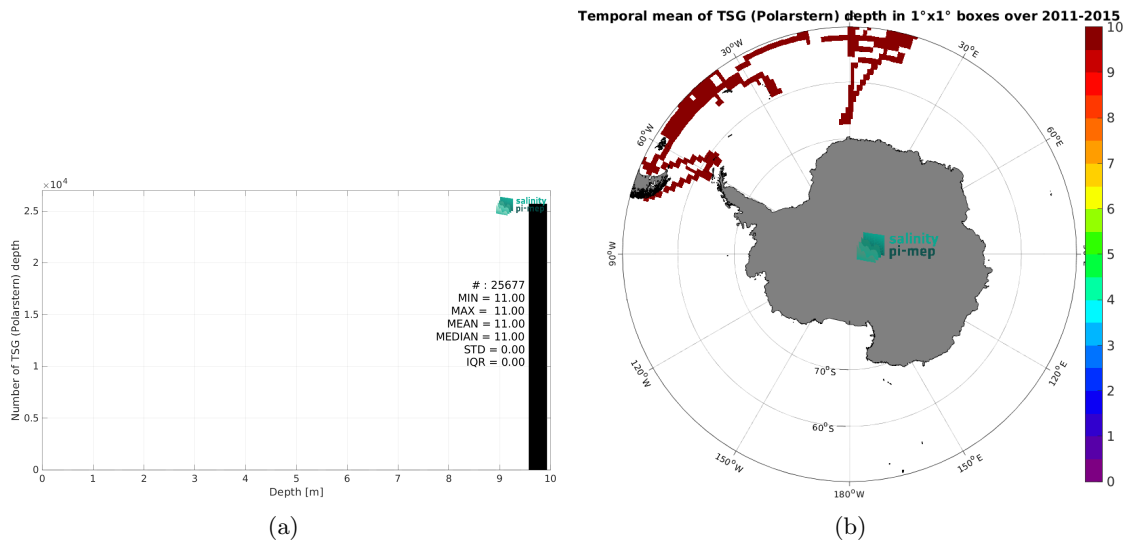 Temporal mean of TSG (Polarstern) depth in 1°x1° boxes over 2011-2015
×10⁴
2.5
2
1.5
1
0.5
0
Number of TSG (Polarstern) depth
salinity
pi-mep
# : 25677
MIN = 11.00
MAX = 11.00
MEAN = 11.00
MEDIAN = 11.00
STD = 0.00
IQR = 0.00
0 1 2 3 4 5 6 7 8 9 10
Depth [m]
(a)
30°W
30°E
60°W
60°E
90°W
salinity
pi-mep
120°W
120°E
70°S
60°S
150°W
150°E
180°W
10
9
8
7
6
5
4
3
2
1
0
(b)